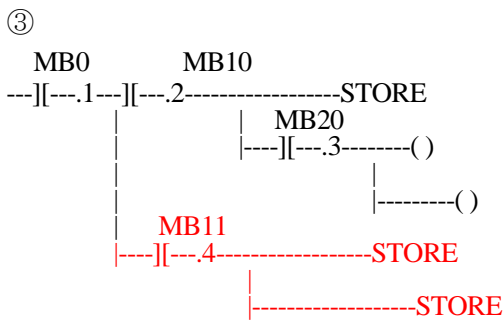 ③
MB0 MB10
---][---.1---][---.2------------------STORE
| | MB20
| |----][---.3--------( )
| |
| |---------( )
|
MB11
|----][---.4------------------STORE
|
|-------------------STORE